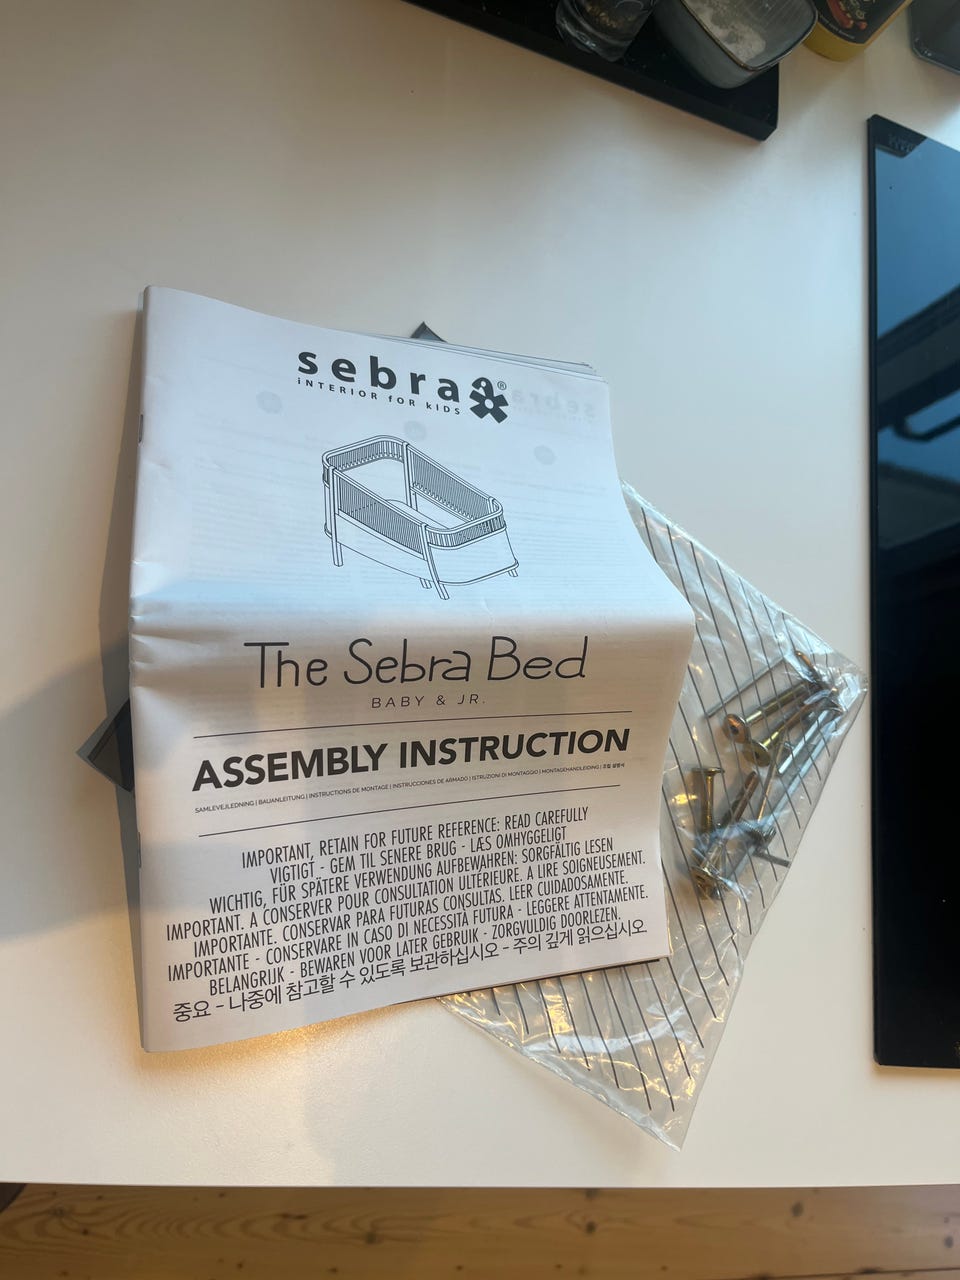 sebra®
iNTERiOR foR kiDS
The Sebra Bed
BABY & JR.
ASSEMBLY INSTRUCTION
SAMLEVEJLEDNING | BAUANLEITUNG | INSTRUCTIONS DE MONTAGE | INSTRUCCIONES DE ARMADO | ISTRUZIONI DI MONTAGGIO | MONTAGEHANDLEIDING | 조립 설명서
IMPORTANT, RETAIN FOR FUTURE REFERENCE: READ CAREFULLY
VIGTIGT - GEM TIL SENERE BRUG - LÆS OMHYGGELIGT
WICHTIG, FÜR SPÄTERE VERWENDUNG AUFBEWAHREN: SORGFÄLTIG LESEN
IMPORTANT. A CONSERVER POUR CONSULTATION ULTÉRIEURE. A LIRE SOIGNEUSEMENT.
IMPORTANTE. CONSERVAR PARA FUTURAS CONSULTAS. LEER CUIDADOSAMENTE.
IMPORTANTE - CONSERVARE IN CASO DI NECESSITÀ FUTURA - LEGGERE ATTENTAMENTE.
BELANGRIJK - BEWAREN VOOR LATER GEBRUIK - ZORGVULDIG DOORLEZEN.
중요 - 나중에 참고할 수 있도록 보관하십시오 - 주의 깊게 읽으십시오